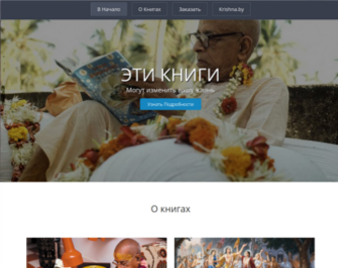 В Начало О Книгах Заказать Krishna.by
ЭТИ КНИГИ
Могут изменить вашу жизнь
Узнать Подробности
О книгах